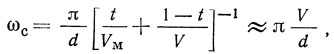 ωc = π/d [t/Vм + (1 − t)/V]⁻¹ ≈ π V/d ,